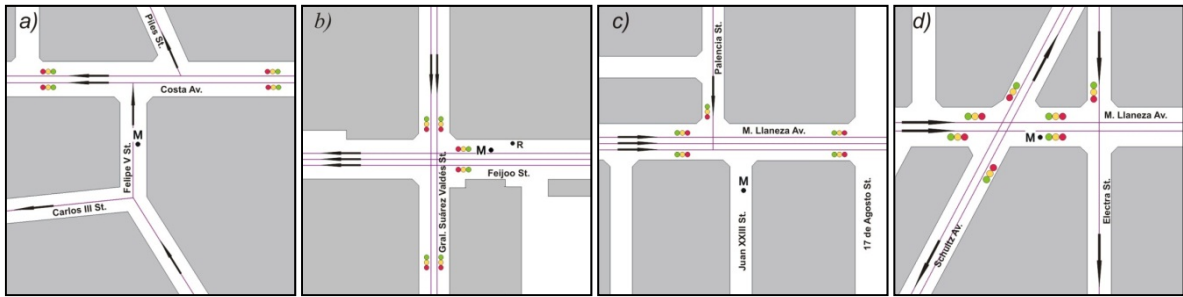 a)
Piles St.
Costa Av.
M
Felipe V St.
Carlos III St.
b)
M
R
Feijoo St.
Gral. Suárez Valdés St.
c)
Palencia St.
M. Llaneza Av.
M
Juan XXIII St.
17 de Agosto St.
d)
M. Llaneza Av.
M
Schultz Av.
Electra St.